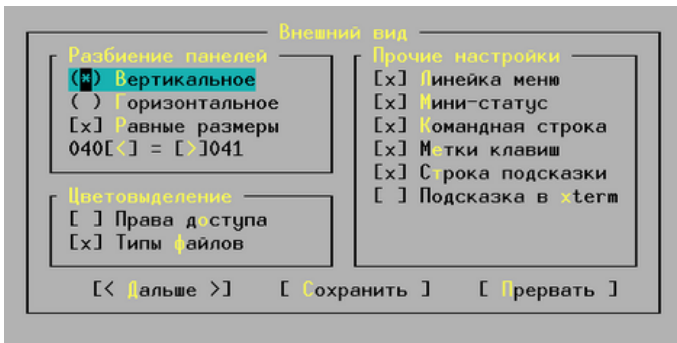 Внешний вид
Разбиение панелей
(*) Вертикальное
( ) Горизонтальное
[x] Равные размеры
040[<] = [>]041
Цветовыделение
[ ] Права доступа
[x] Типы файлов
Прочие настройки
[x] Линейка меню
[x] Мини-статус
[x] Командная строка
[x] Метки клавиш
[x] Строка подсказки
[ ] Подсказка в xterm
[< Дальше >] [ Сохранить ] [ Прервать ]